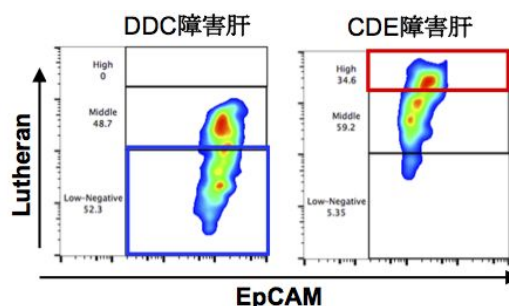 DDC障害肝
CDE障害肝
Lutheran
High
0
Middle
48.7
Low-Negative
52.3
High
34.6
Middle
59.2
Low-Negative
5.35
EpCAM